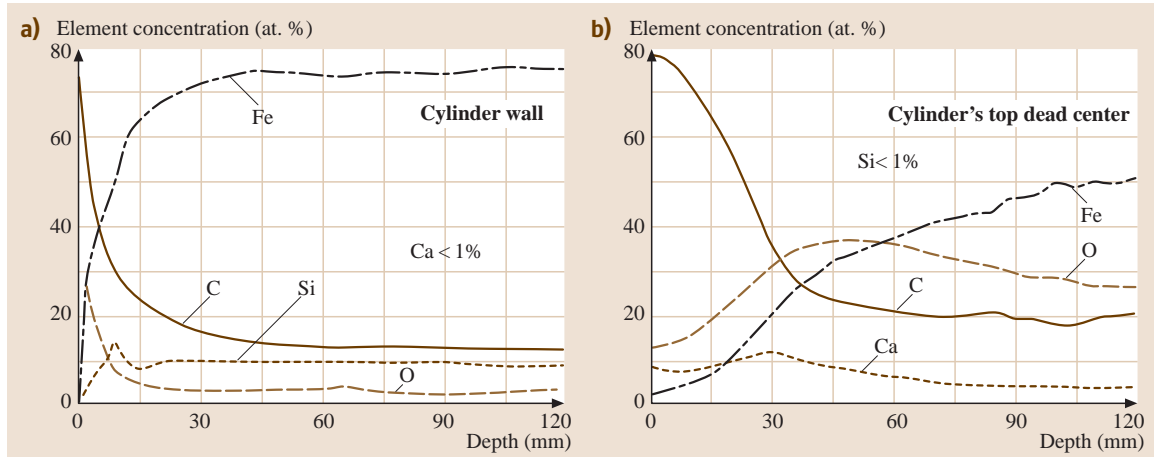 a) Element concentration (at. %)
80
60
40
20
0
Fe
Cylinder wall
Ca < 1%
C
Si
O
0 30 60 90 120
Depth (mm)
b) Element concentration (at. %)
80
60
40
20
0
Cylinder's top dead center
Si< 1%
Fe
O
C
Ca
0 30 60 90 120
Depth (mm)